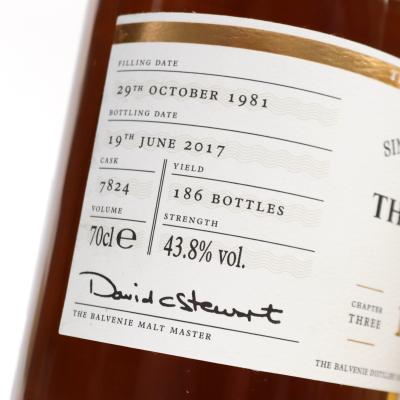 FILLING DATE
29TH OCTOBER 1981
BOTTLING DATE
19TH JUNE 2017
CASK
7824
YIELD
186 BOTTLES
VOLUME
70cl e
STRENGTH
43.8% vol.
David C Stewart
THE BALVENIE MALT MASTER
TH
CHAPTER
THREE
THE BALVENIE DISTILLERY